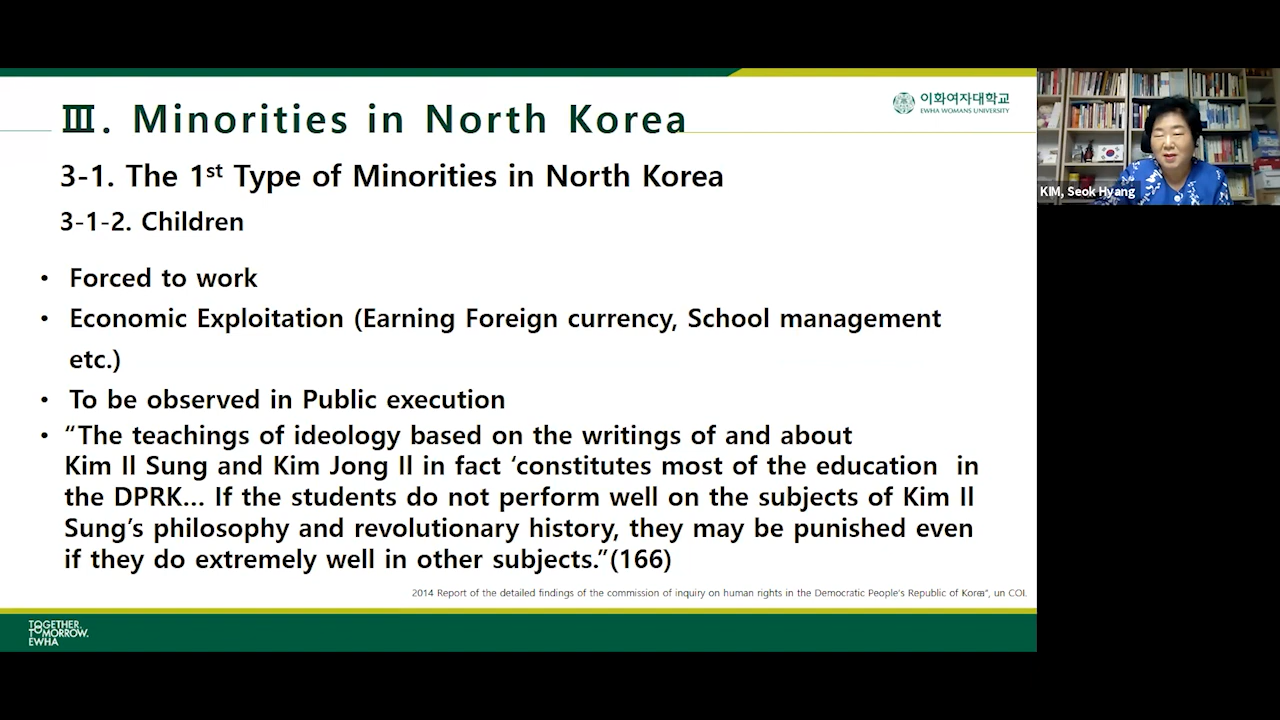 Ⅲ. Minorities in North Korea
이화여자대학교
EWHA WOMANS UNIVERSITY
3-1. The 1st Type of Minorities in North Korea
3-1-2. Children
• Forced to work
• Economic Exploitation (Earning Foreign currency, School management
etc.)
• To be observed in Public execution
• “The teachings of ideology based on the writings of and about
Kim Il Sung and Kim Jong Il in fact ‘constitutes most of the education in
the DPRK… If the students do not perform well on the subjects of Kim Il
Sung’s philosophy and revolutionary history, they may be punished even
if they do extremely well in other subjects.”(166)
2014 Report of the detailed findings of the commission of inquiry on human rights in the Democratic People's Republic of Korea", un COI.
TOGETHER.
TOMORROW.
EWHA
KIM, Seok Hyang